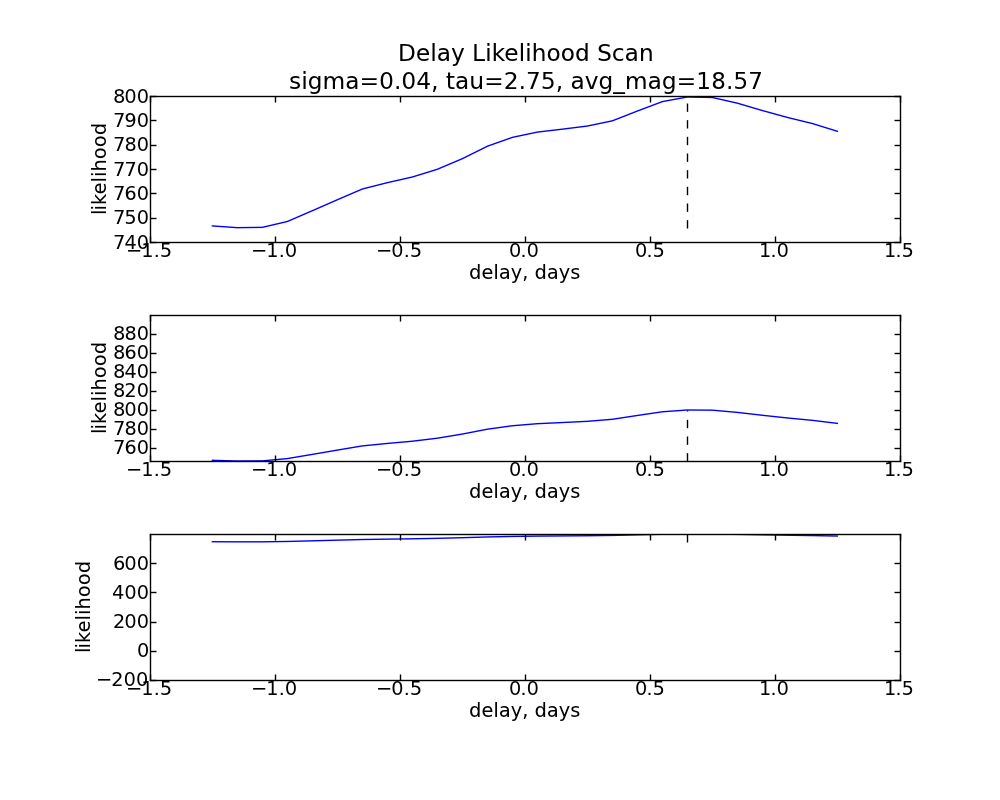 Delay Likelihood Scan
sigma=0.04, tau=2.75, avg_mag=18.57
800
790
780
770
760
750
740
likelihood
−1.5 −1.0 −0.5 0.0 0.5 1.0 1.5
delay, days
880
860
840
820
800
780
760
likelihood
−1.5 −1.0 −0.5 0.0 0.5 1.0 1.5
delay, days
600
400
200
0
−200
likelihood
−1.5 −1.0 −0.5 0.0 0.5 1.0 1.5
delay, days